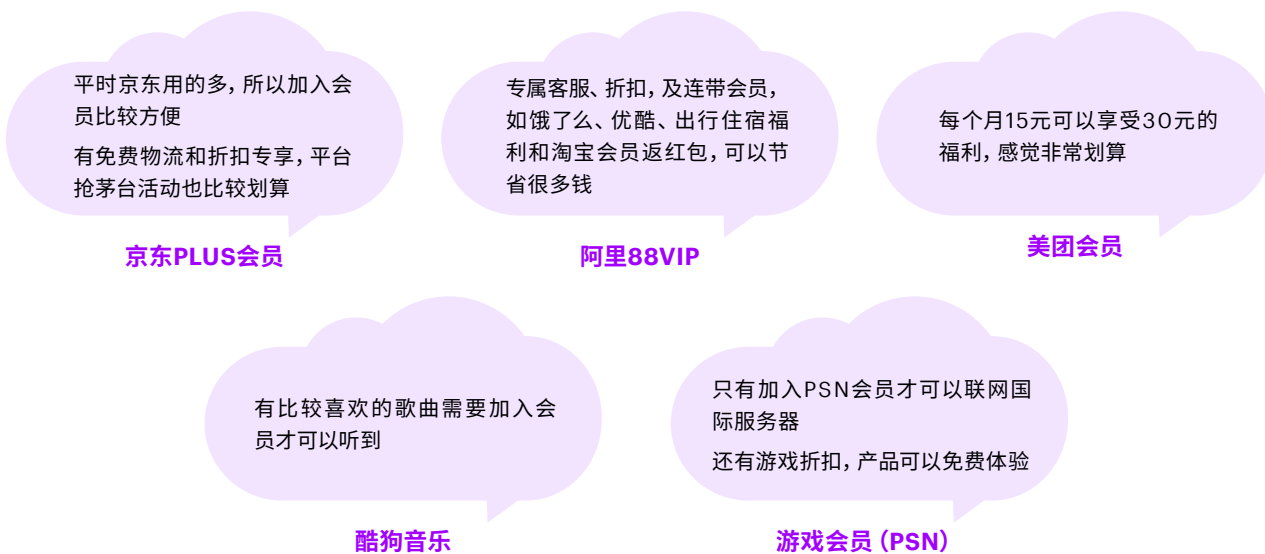 平时京东用的多，所以加入会
员比较方便
有免费物流和折扣专享，平台
抢茅台活动也比较划算
京东PLUS会员
专属客服、折扣，及连带会员，
如饿了么、优酷、出行住宿福
利和淘宝会员返红包，可以节
省很多钱
阿里88VIP
每个月15元可以享受30元的
福利，感觉非常划算
美团会员
有比较喜欢的歌曲需要加入会
员才可以听到
酷狗音乐
只有加入PSN会员才可以联网国
际服务器
还有游戏折扣，产品可以免费体验
游戏会员（PSN）